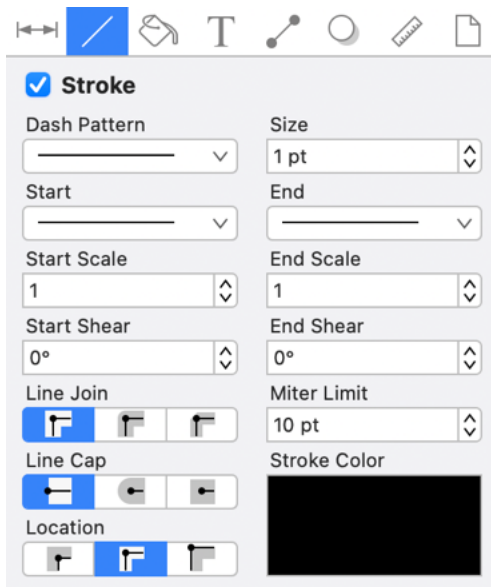 T
Stroke
Dash Pattern Size
1 pt
Start End
Start Scale End Scale
1 1
Start Shear End Shear
0° 0°
Line Join Miter Limit
10 pt
Line Cap Stroke Color
Location